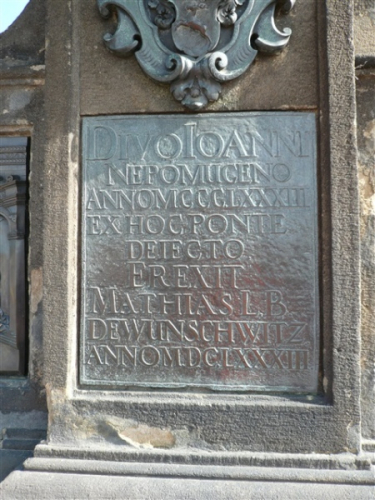 DIVO IOANNI
NEPOMUCENO
ANNO MCCCLXXXIII
EX HOC PONTE
DEIECTO
EREXIT
MATHIAS L.B.
DE WUNSCHWITZ
ANNO MDCLXXXIII